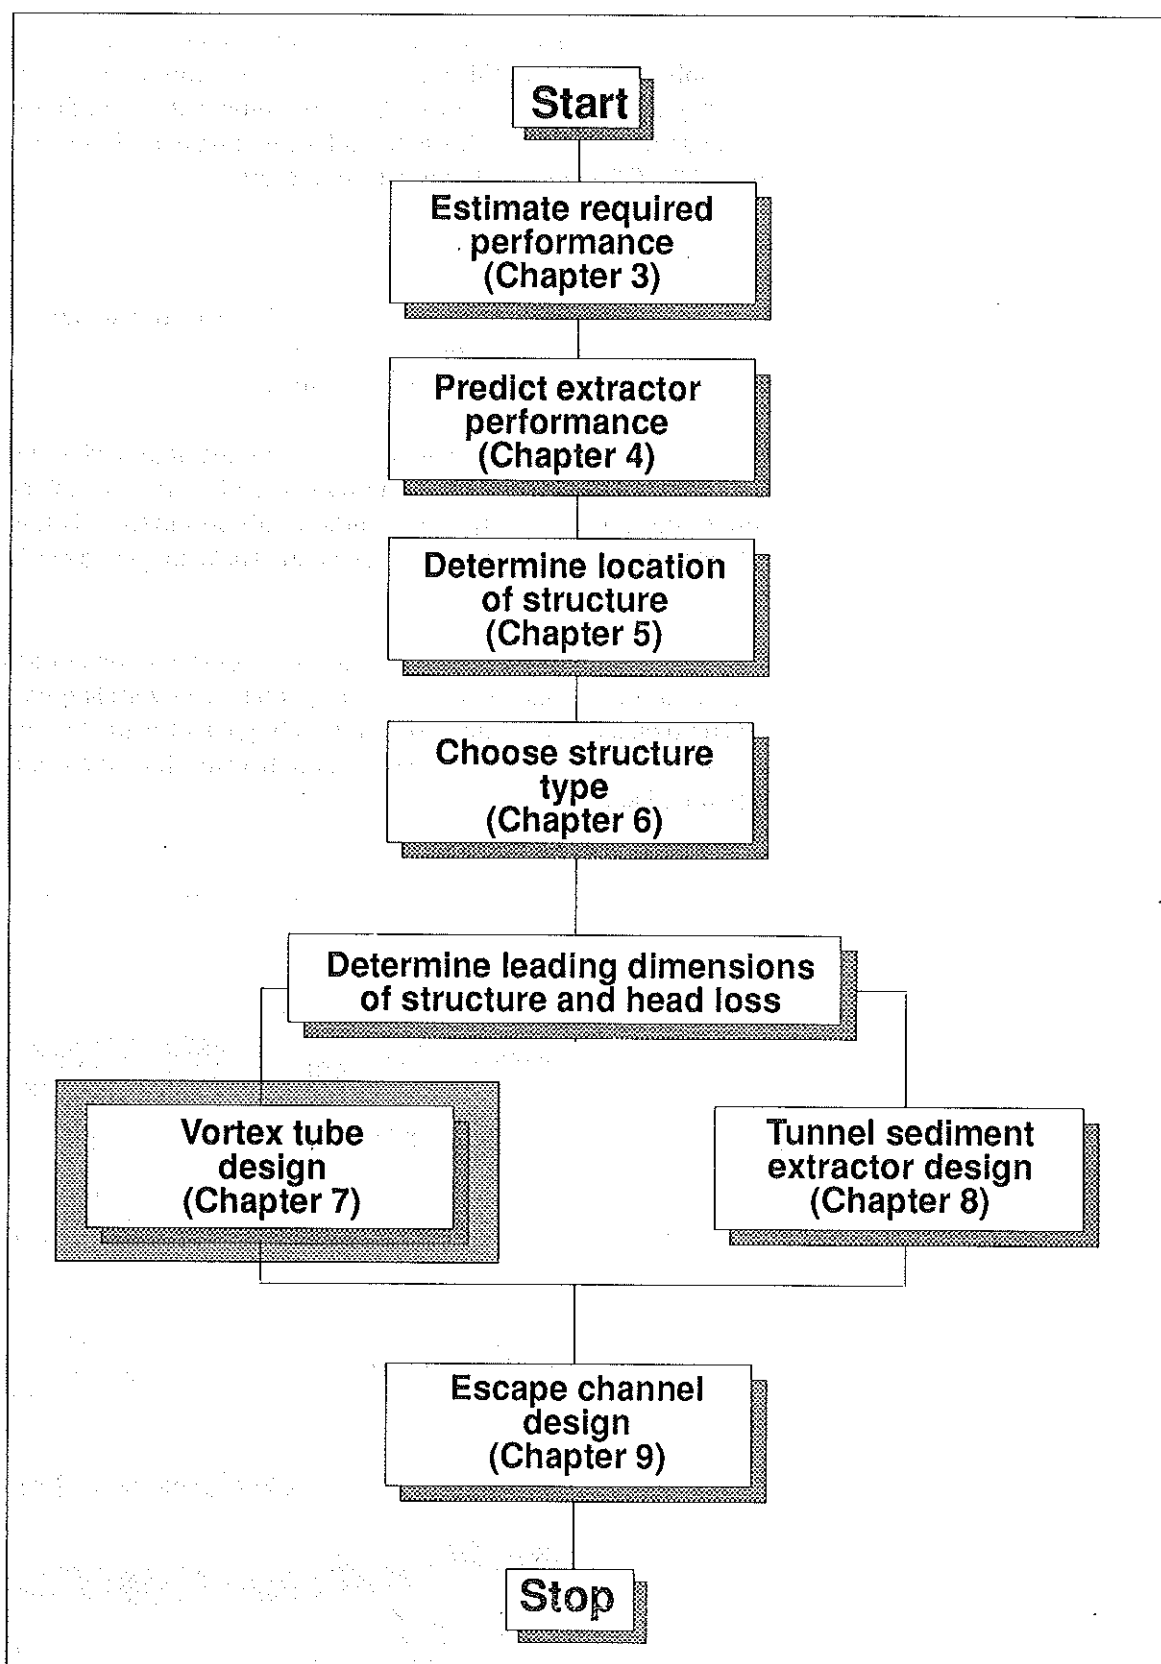 Start
Estimate required
performance
(Chapter 3)
Predict extractor
performance
(Chapter 4)
Determine location
of structure
(Chapter 5)
Choose structure
type
(Chapter 6)
Determine leading dimensions
of structure and head loss
Vortex tube
design
(Chapter 7)
Tunnel sediment
extractor design
(Chapter 8)
Escape channel
design
(Chapter 9)
Stop